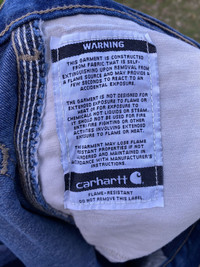 WARNING
THIS GARMENT IS CONSTRUCTED
FROM FABRIC THAT IS SELF-
EXTINGUISHING UPON REMOVAL FROM
A FLAME SOURCE AND MAY PROVIDE A
FEW SECONDS TO REACT TO AN
ACCIDENTAL EXPOSURE.
THIS GARMENT IS NOT DESIGNED FOR
EXTENDED EXPOSURE TO FLAME OR
HEAT OR FOR EXPOSURE TO
CHEMICALS HOT LIQUIDS OR STEAM.
IT SHOULD NOT BE USED FOR FIRE
ENTRY FIRE FIGHTING OR OTHER
ACTIVITIES INVOLVING EXTENDED
EXPOSURE TO FLAME OR HEAT.
THIS GARMENT MAY LOSE FLAME
RESISTANT PROPERTIES IF NOT
LAUNDERED AND MAINTAINED IN
ACCORDANCE WITH MANUFACTURER'S
INSTRUCTIONS.
carhartt
FLAME-RESISTANT
DO NOT REMOVE THIS LABEL.